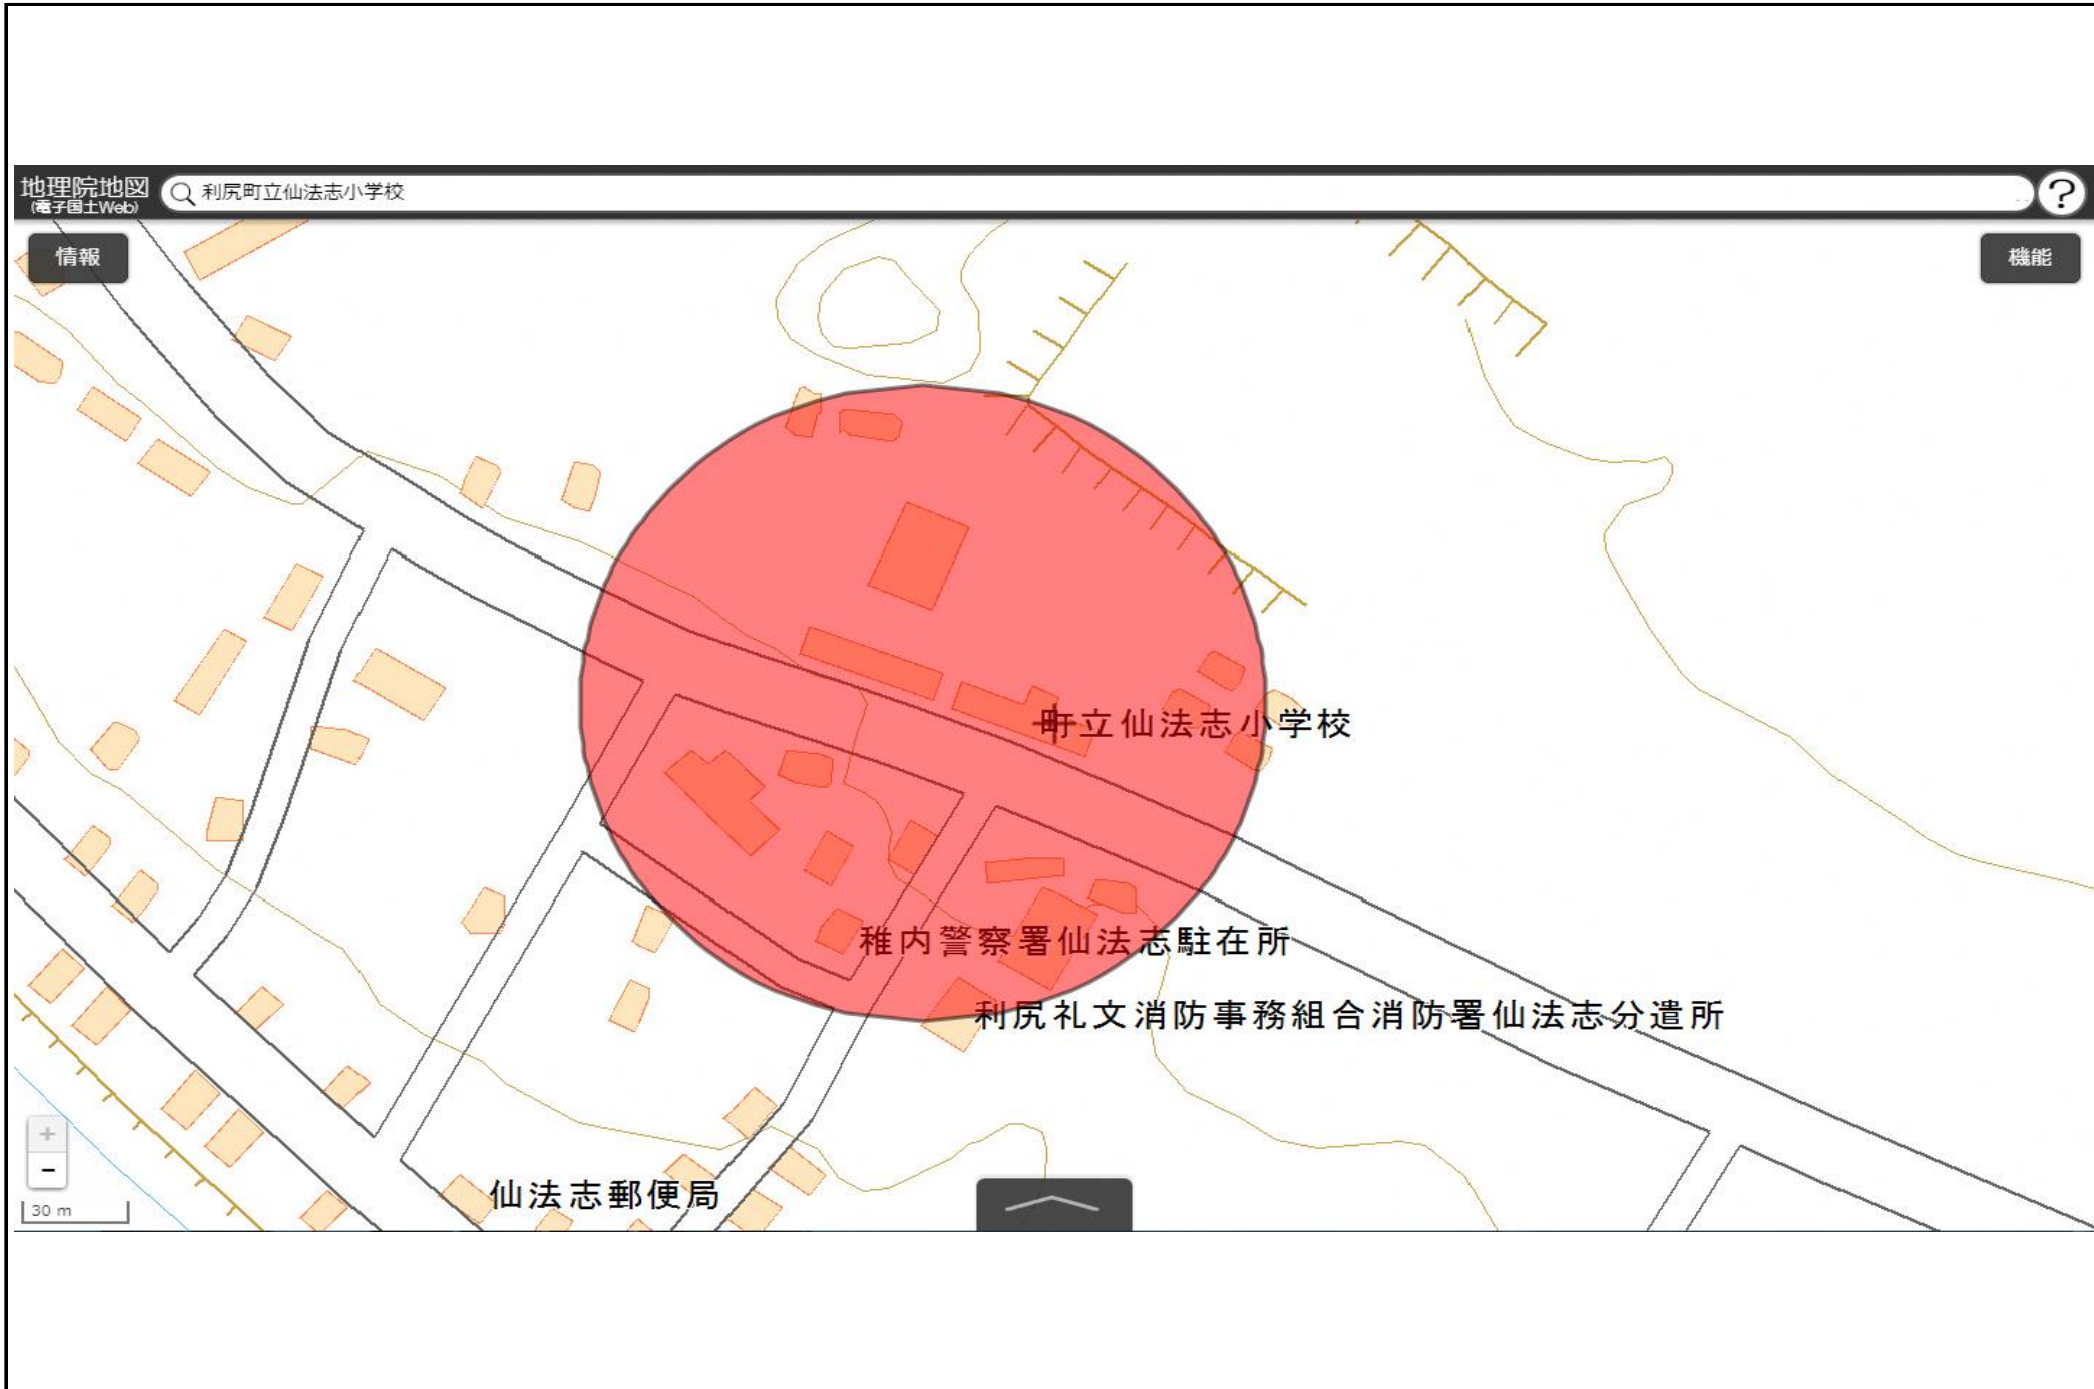 地理院地図
(電子国土Web)
利尻町立仙法志小学校
?
情報
機能
町立仙法志小学校
稚内警察署仙法志駐在所
利尻礼文消防事務組合消防署仙法志分遣所
仙法志郵便局
+
-
30 m